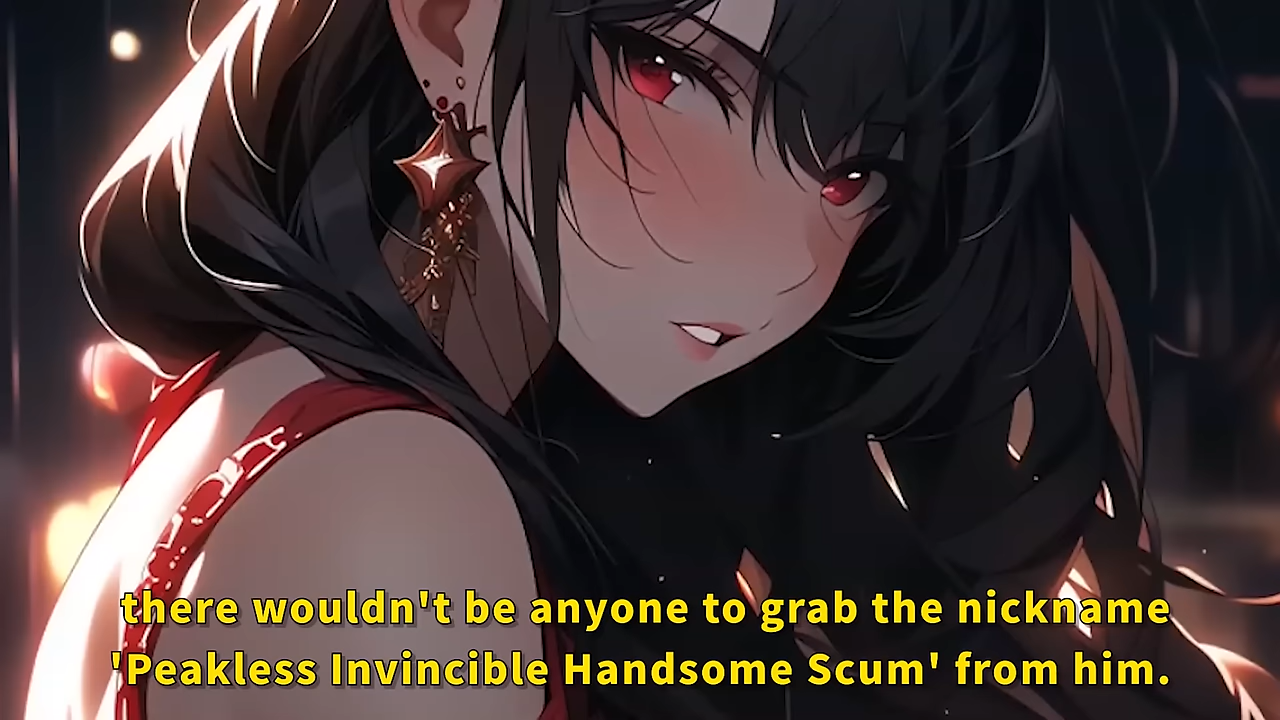 there wouldn't be anyone to grab the nickname
'Peakless Invincible Handsome Scum' from him.